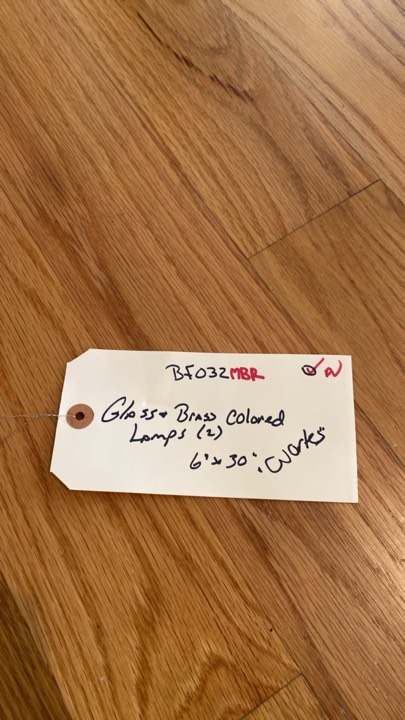 BF032MBR
Glass & Brass Colored
Lamps (2)
6" x 30" "Works"